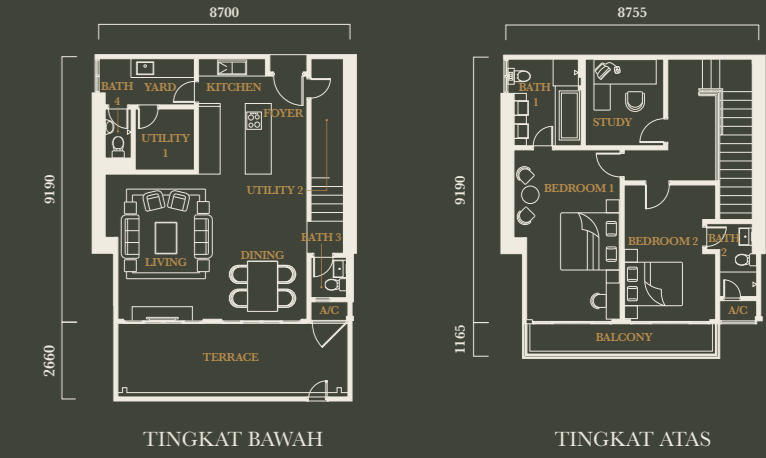 8700
BATH
4
YARD
KITCHEN
FOYER
UTILITY
1
UTILITY 2
BATH 3
LIVING
DINING
A/C
TERRACE
9190
2660
TINGKAT BAWAH
8755
BATH
1
STUDY
BEDROOM 1
BEDROOM 2
BATH
2
A/C
BALCONY
9190
1165
TINGKAT ATAS